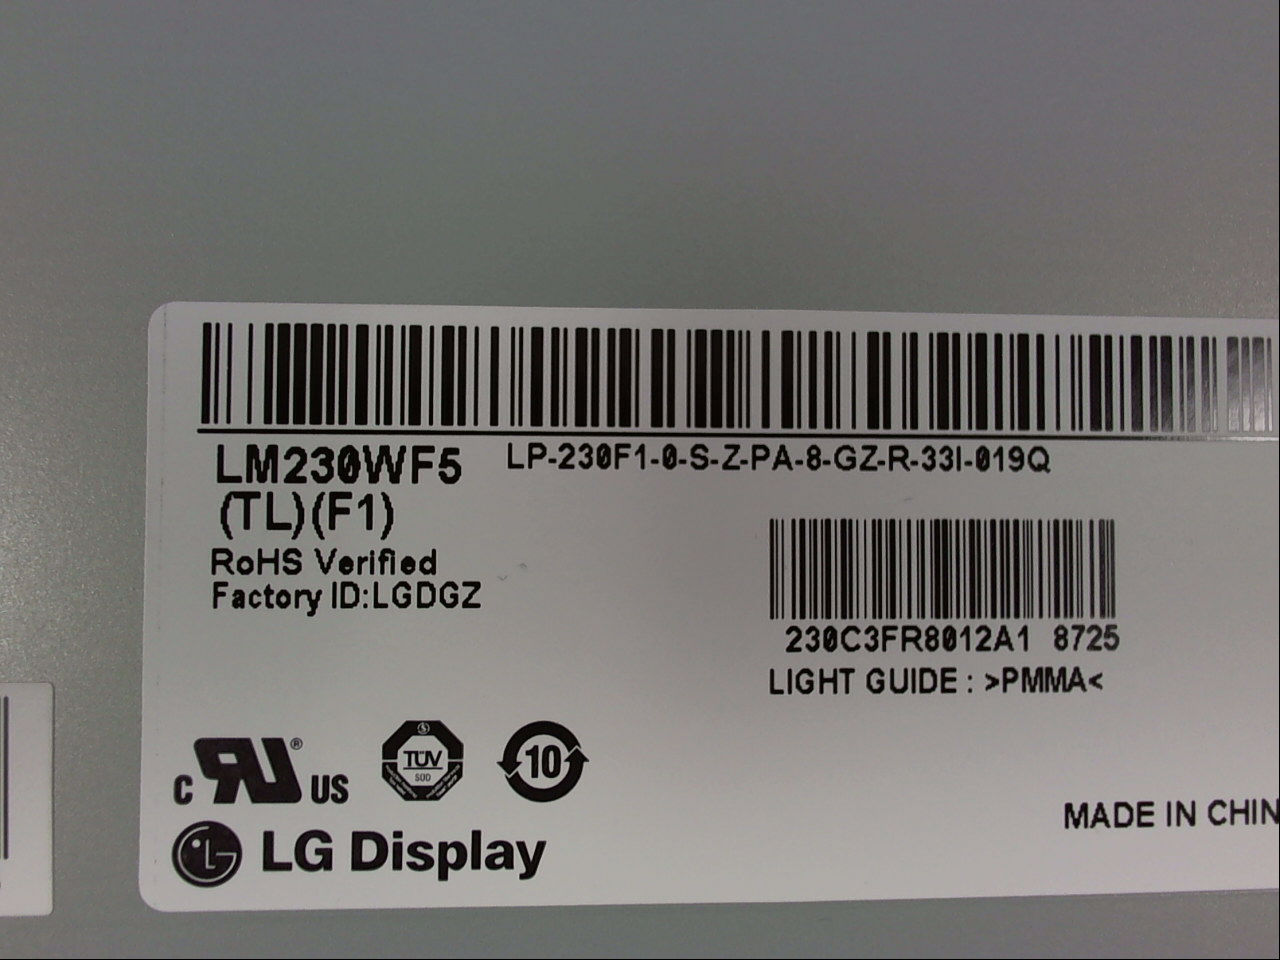 LM230WF5
LP-230F1-0-S-Z-PA-8-GZ-R-33I-019Q
(TL)(F1)
RoHS Verified
Factory ID:LGDGZ
230C3FR8012A1 8725
LIGHT GUIDE : >PMMA<
C RU ® US
TÜV
SÜD
10
MADE IN CHIN
LG Display